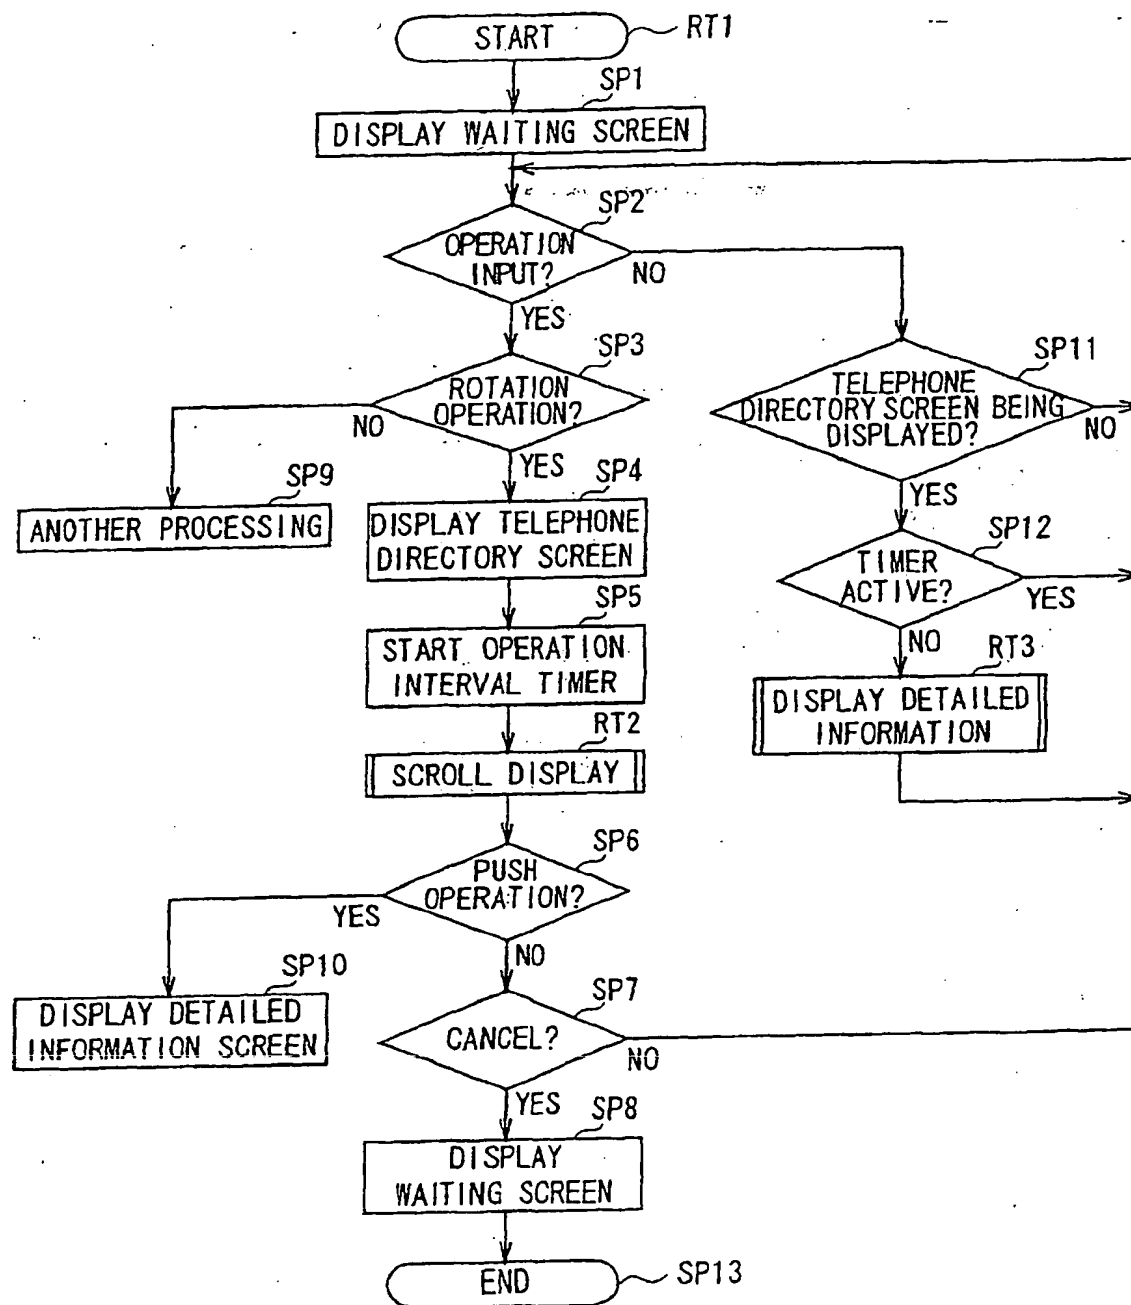 START
RT1
SP1
DISPLAY WAITING SCREEN
SP2
OPERATION
INPUT?
NO
YES
SP3
ROTATION
OPERATION?
NO
YES
SP11
TELEPHONE
DIRECTORY SCREEN BEING
DISPLAYED?
NO
YES
SP9
ANOTHER PROCESSING
SP4
DISPLAY TELEPHONE
DIRECTORY SCREEN
SP12
TIMER
ACTIVE?
YES
NO
SP5
START OPERATION
INTERVAL TIMER
RT3
DISPLAY DETAILED
INFORMATION
RT2
SCROLL DISPLAY
SP6
PUSH
OPERATION?
YES
NO
SP10
DISPLAY DETAILED
INFORMATION SCREEN
SP7
CANCEL?
NO
YES
SP8
DISPLAY
WAITING SCREEN
END
SP13